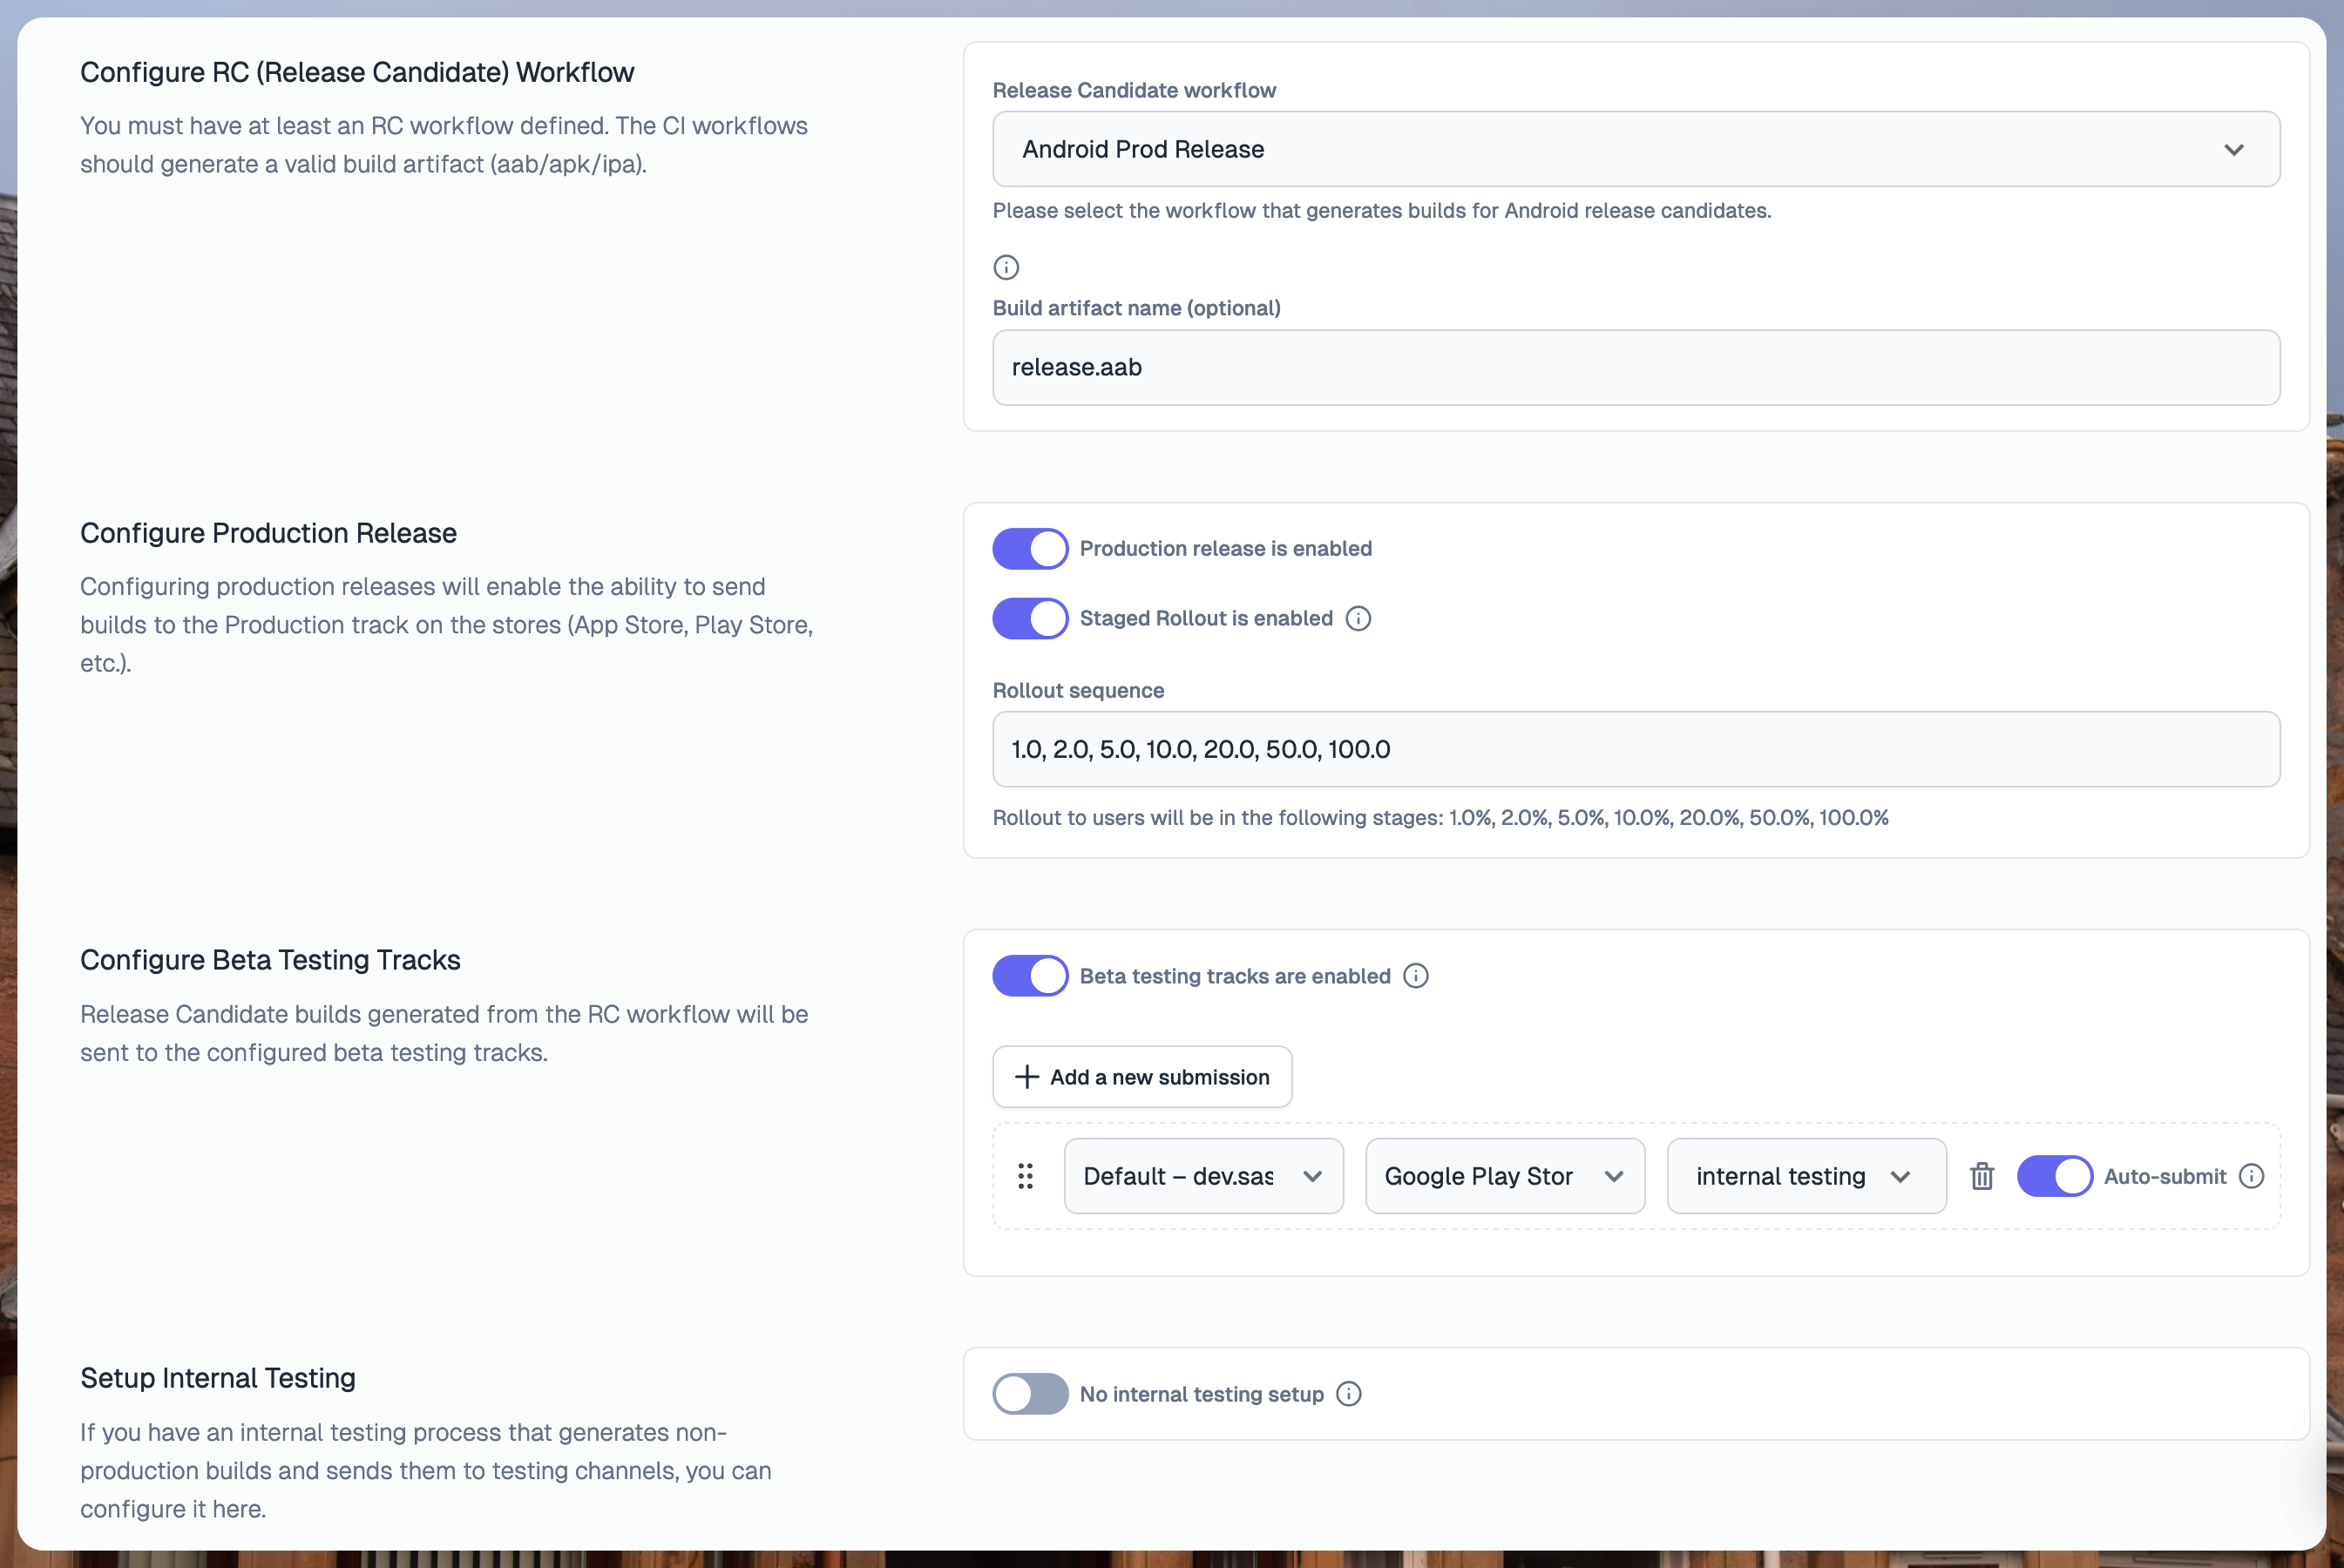 Configure RC (Release Candidate) Workflow
You must have at least an RC workflow defined. The CI workflows
should generate a valid build artifact (aab/apk/ipa).
Release Candidate workflow
Android Prod Release
Please select the workflow that generates builds for Android release candidates.
Build artifact name (optional)
release.aab
Configure Production Release
Configuring production releases will enable the ability to send
builds to the Production track on the stores (App Store, Play Store,
etc.).
Production release is enabled
Staged Rollout is enabled
Rollout sequence
1.0, 2.0, 5.0, 10.0, 20.0, 50.0, 100.0
Rollout to users will be in the following stages: 1.0%, 2.0%, 5.0%, 10.0%, 20.0%, 50.0%, 100.0%
Configure Beta Testing Tracks
Release Candidate builds generated from the RC workflow will be
sent to the configured beta testing tracks.
Beta testing tracks are enabled
Add a new submission
Default – dev.sas Google Play Stor internal testing Auto-submit
Setup Internal Testing
If you have an internal testing process that generates non-
production builds and sends them to testing channels, you can
configure it here.
No internal testing setup